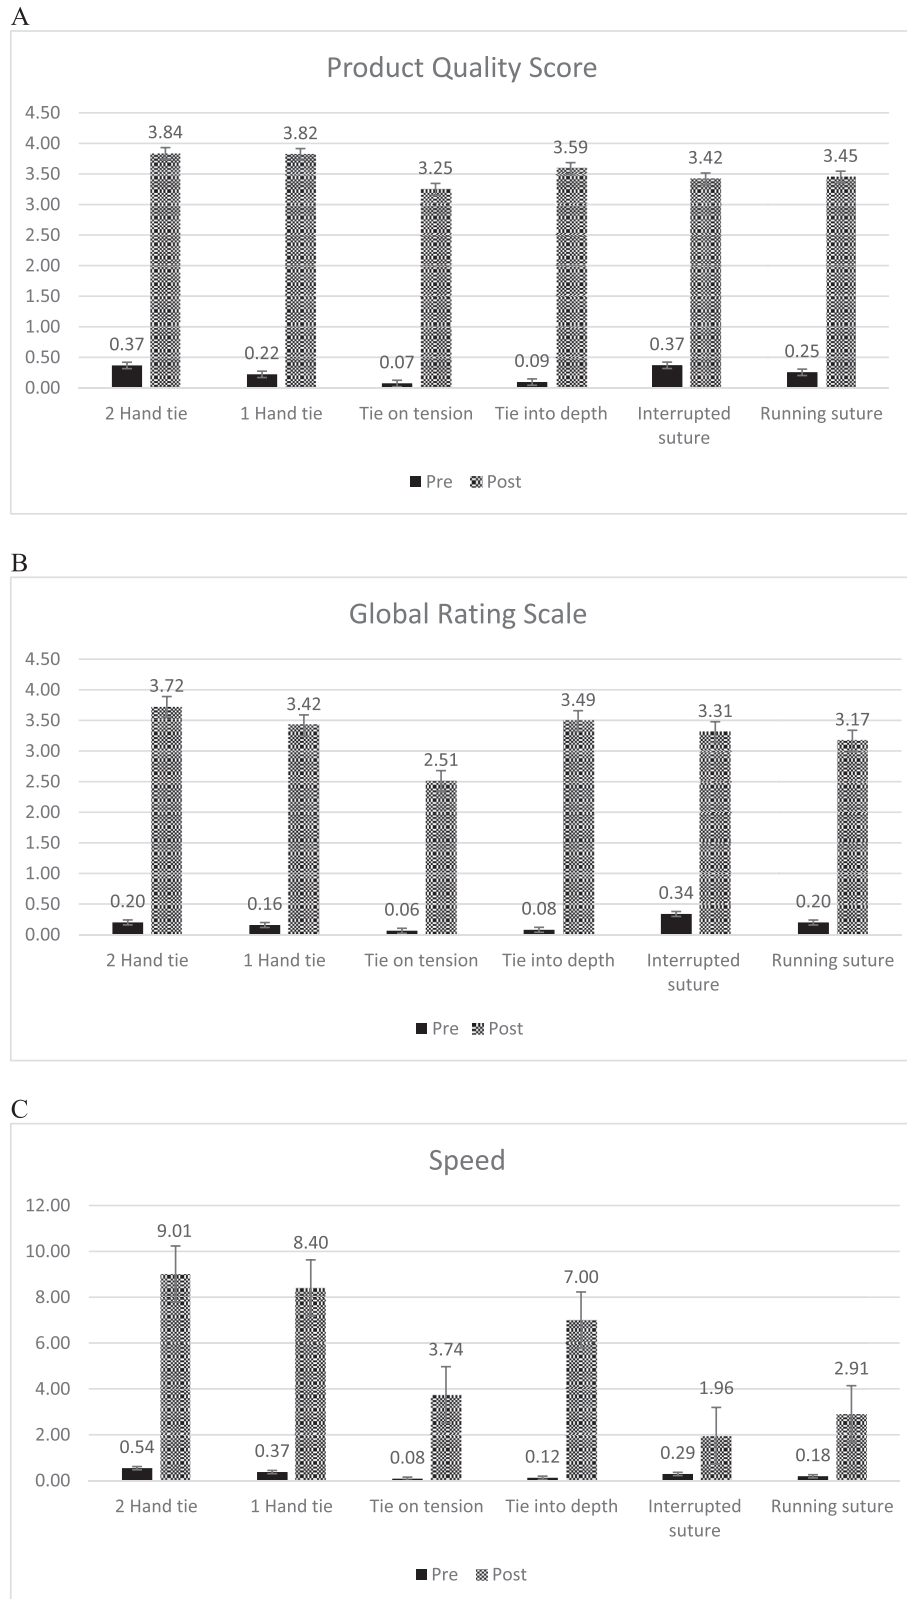 A
Product Quality Score
4.50
4.00
3.50
3.00
2.50
2.00
1.50
1.00
0.50
0.00
0.37
3.84
0.22
3.82
0.07
3.25
0.09
3.59
0.37
3.42
0.25
3.45
2 Hand tie
1 Hand tie
Tie on tension
Tie into depth
Interrupted
suture
Running suture
Pre
Post
B
Global Rating Scale
4.50
4.00
3.50
3.00
2.50
2.00
1.50
1.00
0.50
0.00
0.20
3.72
0.16
3.42
0.06
2.51
0.08
3.49
0.34
3.31
0.20
3.17
2 Hand tie
1 Hand tie
Tie on tension
Tie into depth
Interrupted
suture
Running suture
Pre
Post
C
Speed
12.00
10.00
8.00
6.00
4.00
2.00
0.00
0.54
9.01
0.37
8.40
0.08
3.74
0.12
7.00
0.29
1.96
0.18
2.91
2 Hand tie
1 Hand tie
Tie on tension
Tie into depth
Interrupted
suture
Running suture
Pre
Post